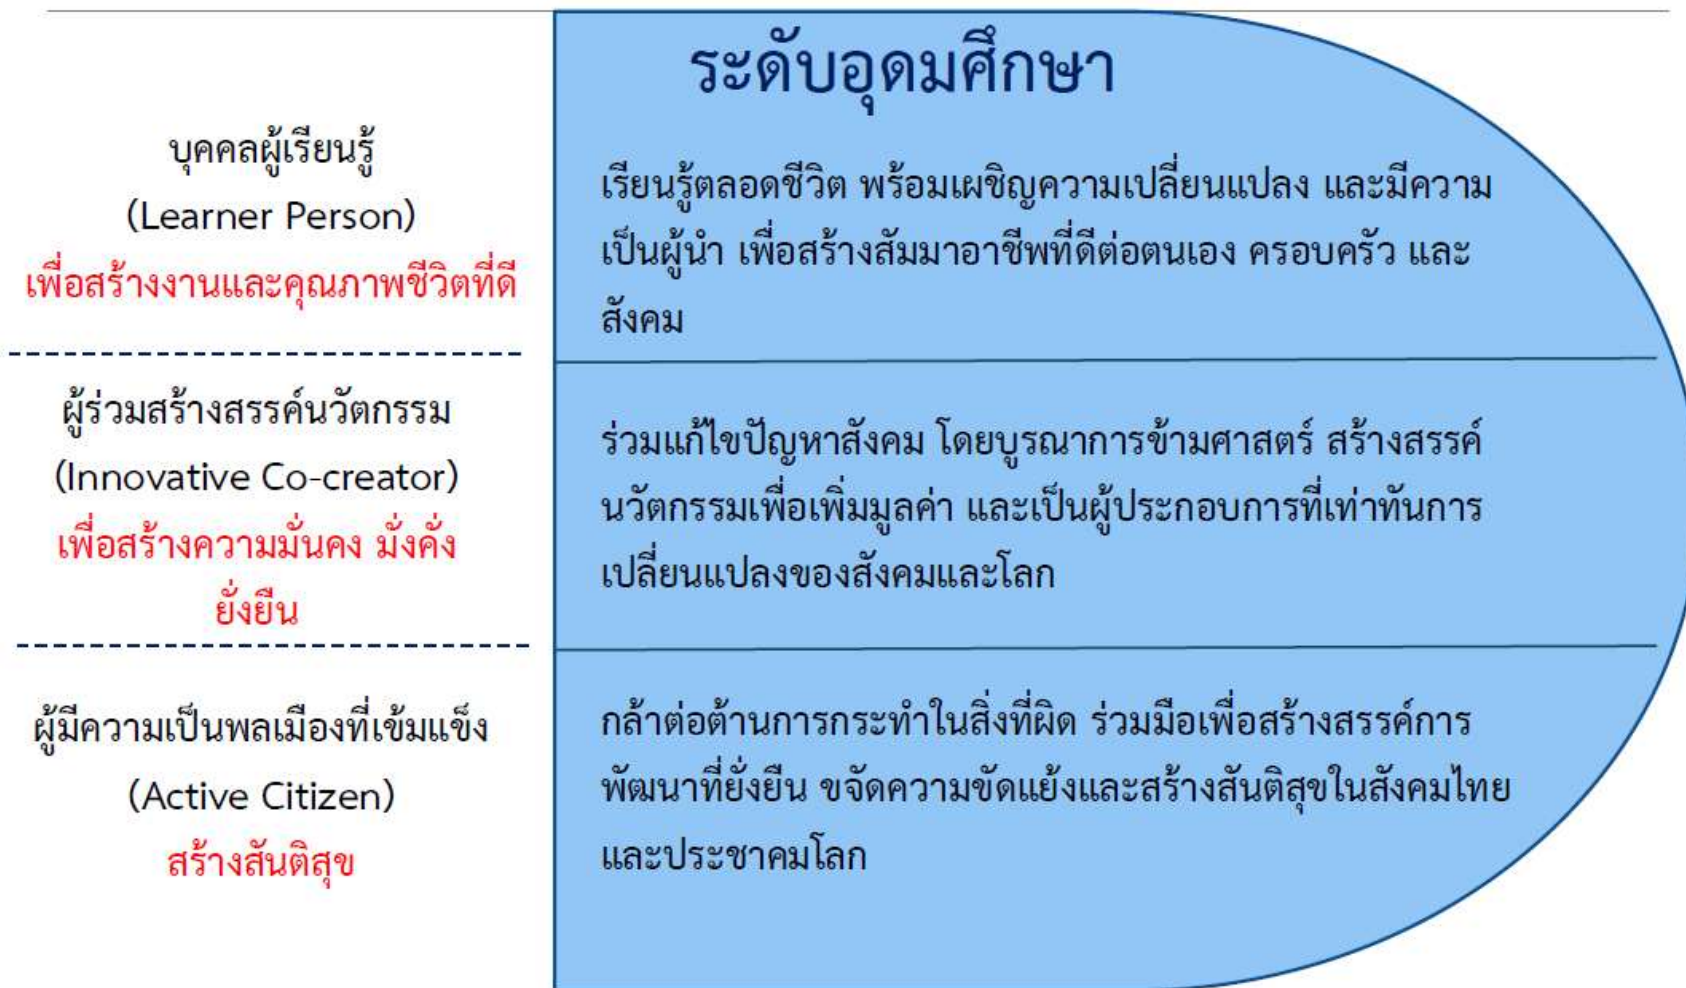 ระดับอุดมศึกษา
บุคคลผู้เรียนรู้
(Learner Person)
เพื่อสร้างงานและคุณภาพชีวิตที่ดี
เรียนรู้ตลอดชีวิต พร้อมเผชิญความเปลี่ยนแปลง และมีความ
เป็นผู้นำ เพื่อสร้างสัมมาอาชีพที่ดีต่อตนเอง ครอบครัว และ
สังคม
ผู้ร่วมสร้างสรรค์นวัตกรรม
(Innovative Co-creator)
เพื่อสร้างความมั่นคง มั่งคั่ง
ยั่งยืน
ร่วมแก้ไขปัญหาสังคม โดยบูรณาการข้ามศาสตร์ สร้างสรรค์
นวัตกรรมเพื่อเพิ่มมูลค่า และเป็นผู้ประกอบการที่เท่าทันการ
เปลี่ยนแปลงของสังคมและโลก
ผู้มีความเป็นพลเมืองที่เข้มแข็ง
(Active Citizen)
สร้างสันติสุข
กล้าต่อต้านการกระทำในสิ่งที่ผิด ร่วมมือเพื่อสร้างสรรค์การ
พัฒนาที่ยั่งยืน ขจัดความขัดแย้งและสร้างสันติสุขในสังคมไทย
และประชาคมโลก